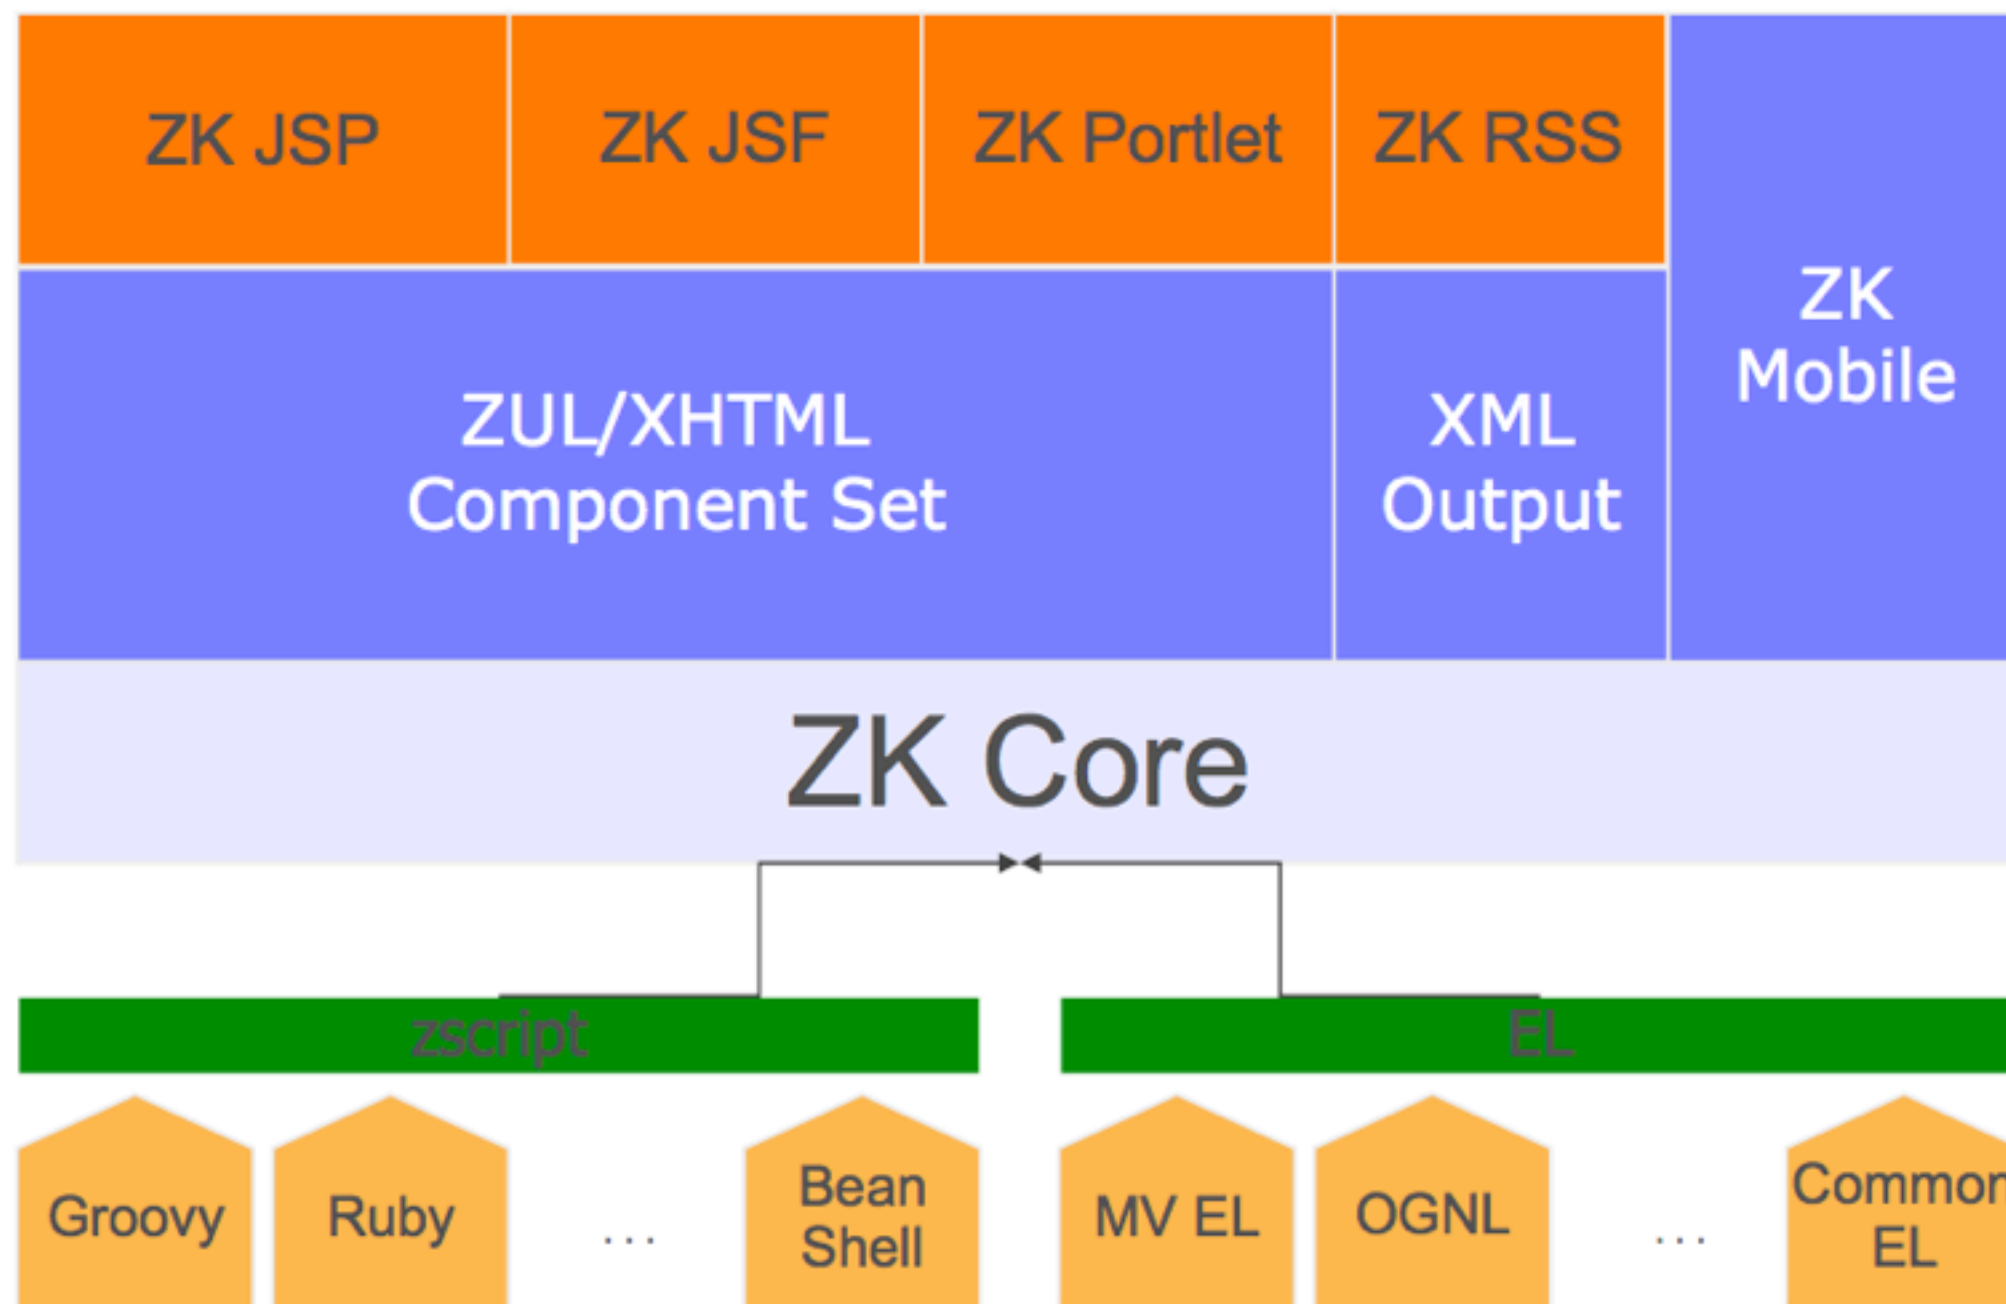 ZK JSP
ZK JSF
ZK Portlet
ZK RSS
ZK
Mobile
ZUL/XHTML
Component Set
XML
Output
ZK Core
zscript
EL
Groovy
Ruby
...
Bean
Shell
MV EL
OGNL
...
Common
EL